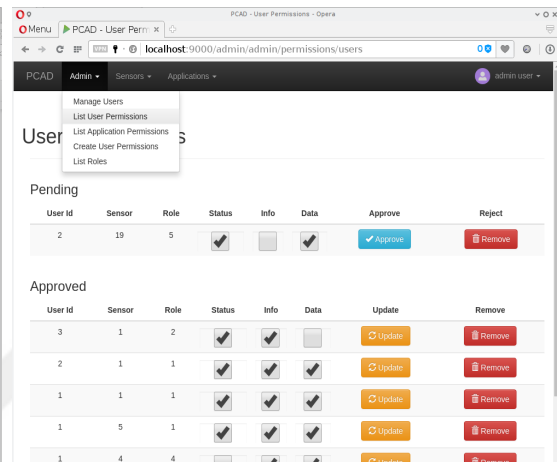 PCAD - User Permissions - Opera
Menu PCAD - User Perm
VPN localhost:9000/admin/admin/permissions/users 0
PCAD Admin Sensors Applications admin user
Manage Users
List User Permissions
List Application Permissions
Create User Permissions
List Roles
User s
Pending
User Id Sensor Role Status Info Data Approve Reject
2 19 5 Approve Remove
Approved
User Id Sensor Role Status Info Data Update Remove
3 1 2 Update Remove
2 1 1 Update Remove
1 1 1 Update Remove
1 5 1 Update Remove
1 4 4 Update Remove